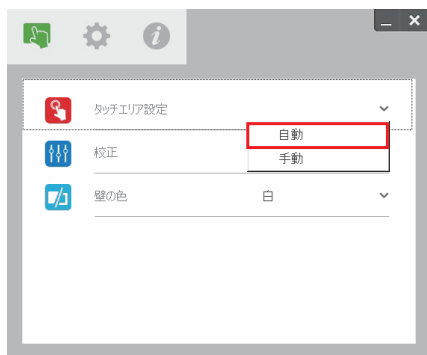 タッチエリア設定
自動
手動
校正
壁の色 白